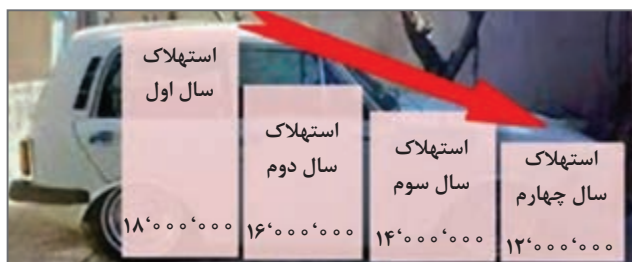 استهلاک
سال اول
۱۸٬۰۰۰٬۰۰۰
استهلاک
سال دوم
۱۶٬۰۰۰٬۰۰۰
استهلاک
سال سوم
۱۴٬۰۰۰٬۰۰۰
استهلاک
سال چهارم
۱۲٬۰۰۰٬۰۰۰